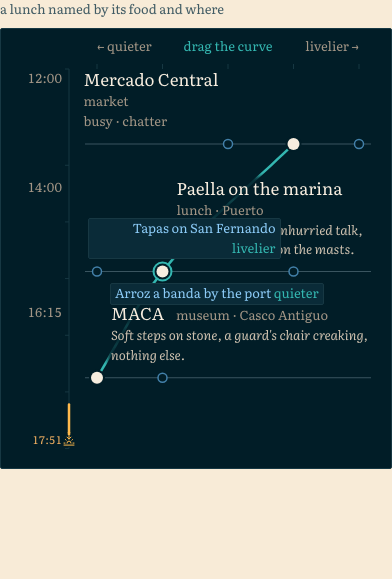 a lunch named by its food and where
← quieter drag the curve livelier →
12:00 Mercado Central
market
busy · chatter
14:00 Paella on the marina
lunch · Puerto
Tapas on San Fernando nhurried talk,
livelier on the masts.
Arroz a banda by the port quieter
16:15 MACA museum · Casco Antiguo
Soft steps on stone, a guard's chair creaking,
nothing else.
17:51